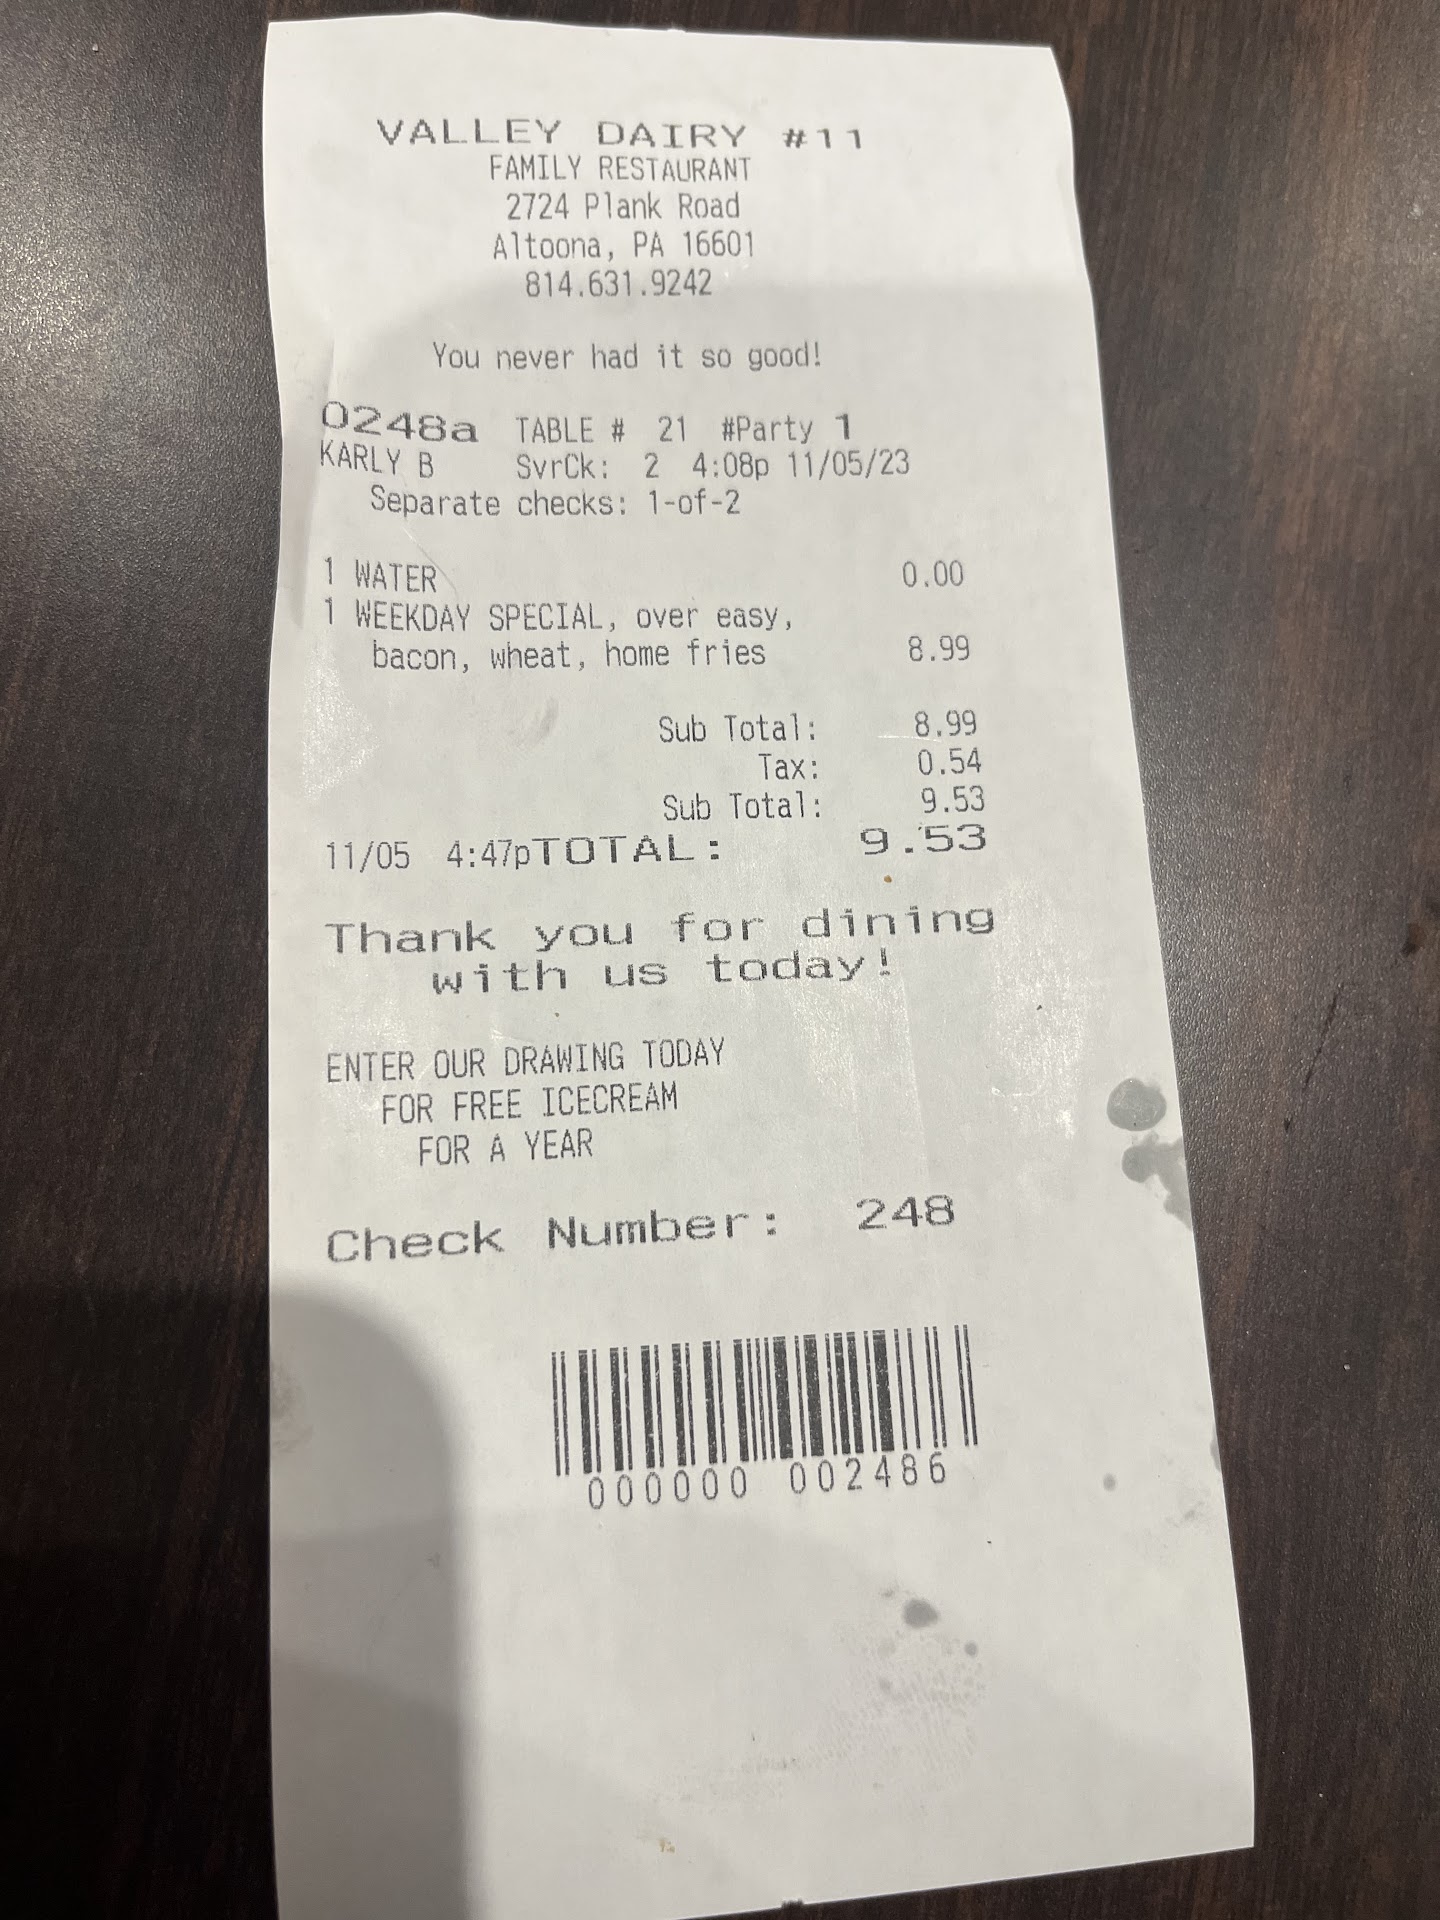 VALLEY DAIRY #11
FAMILY RESTAURANT
2724 Plank Road
Altoona, PA 16601
814.631.9242
You never had it so good!
0248a TABLE # 21 #Party 1
KARLY B SvrCk: 2 4:08p 11/05/23
Separate checks: 1-of-2
1 WATER 0.00
1 WEEKDAY SPECIAL, over easy,
bacon, wheat, home fries 8.99
Sub Total: 8.99
Tax: 0.54
Sub Total: 9.53
11/05 4:47pTOTAL: 9.53
Thank you for dining
with us today!
ENTER OUR DRAWING TODAY
FOR FREE ICECREAM
FOR A YEAR
Check Number: 248
000000 002486